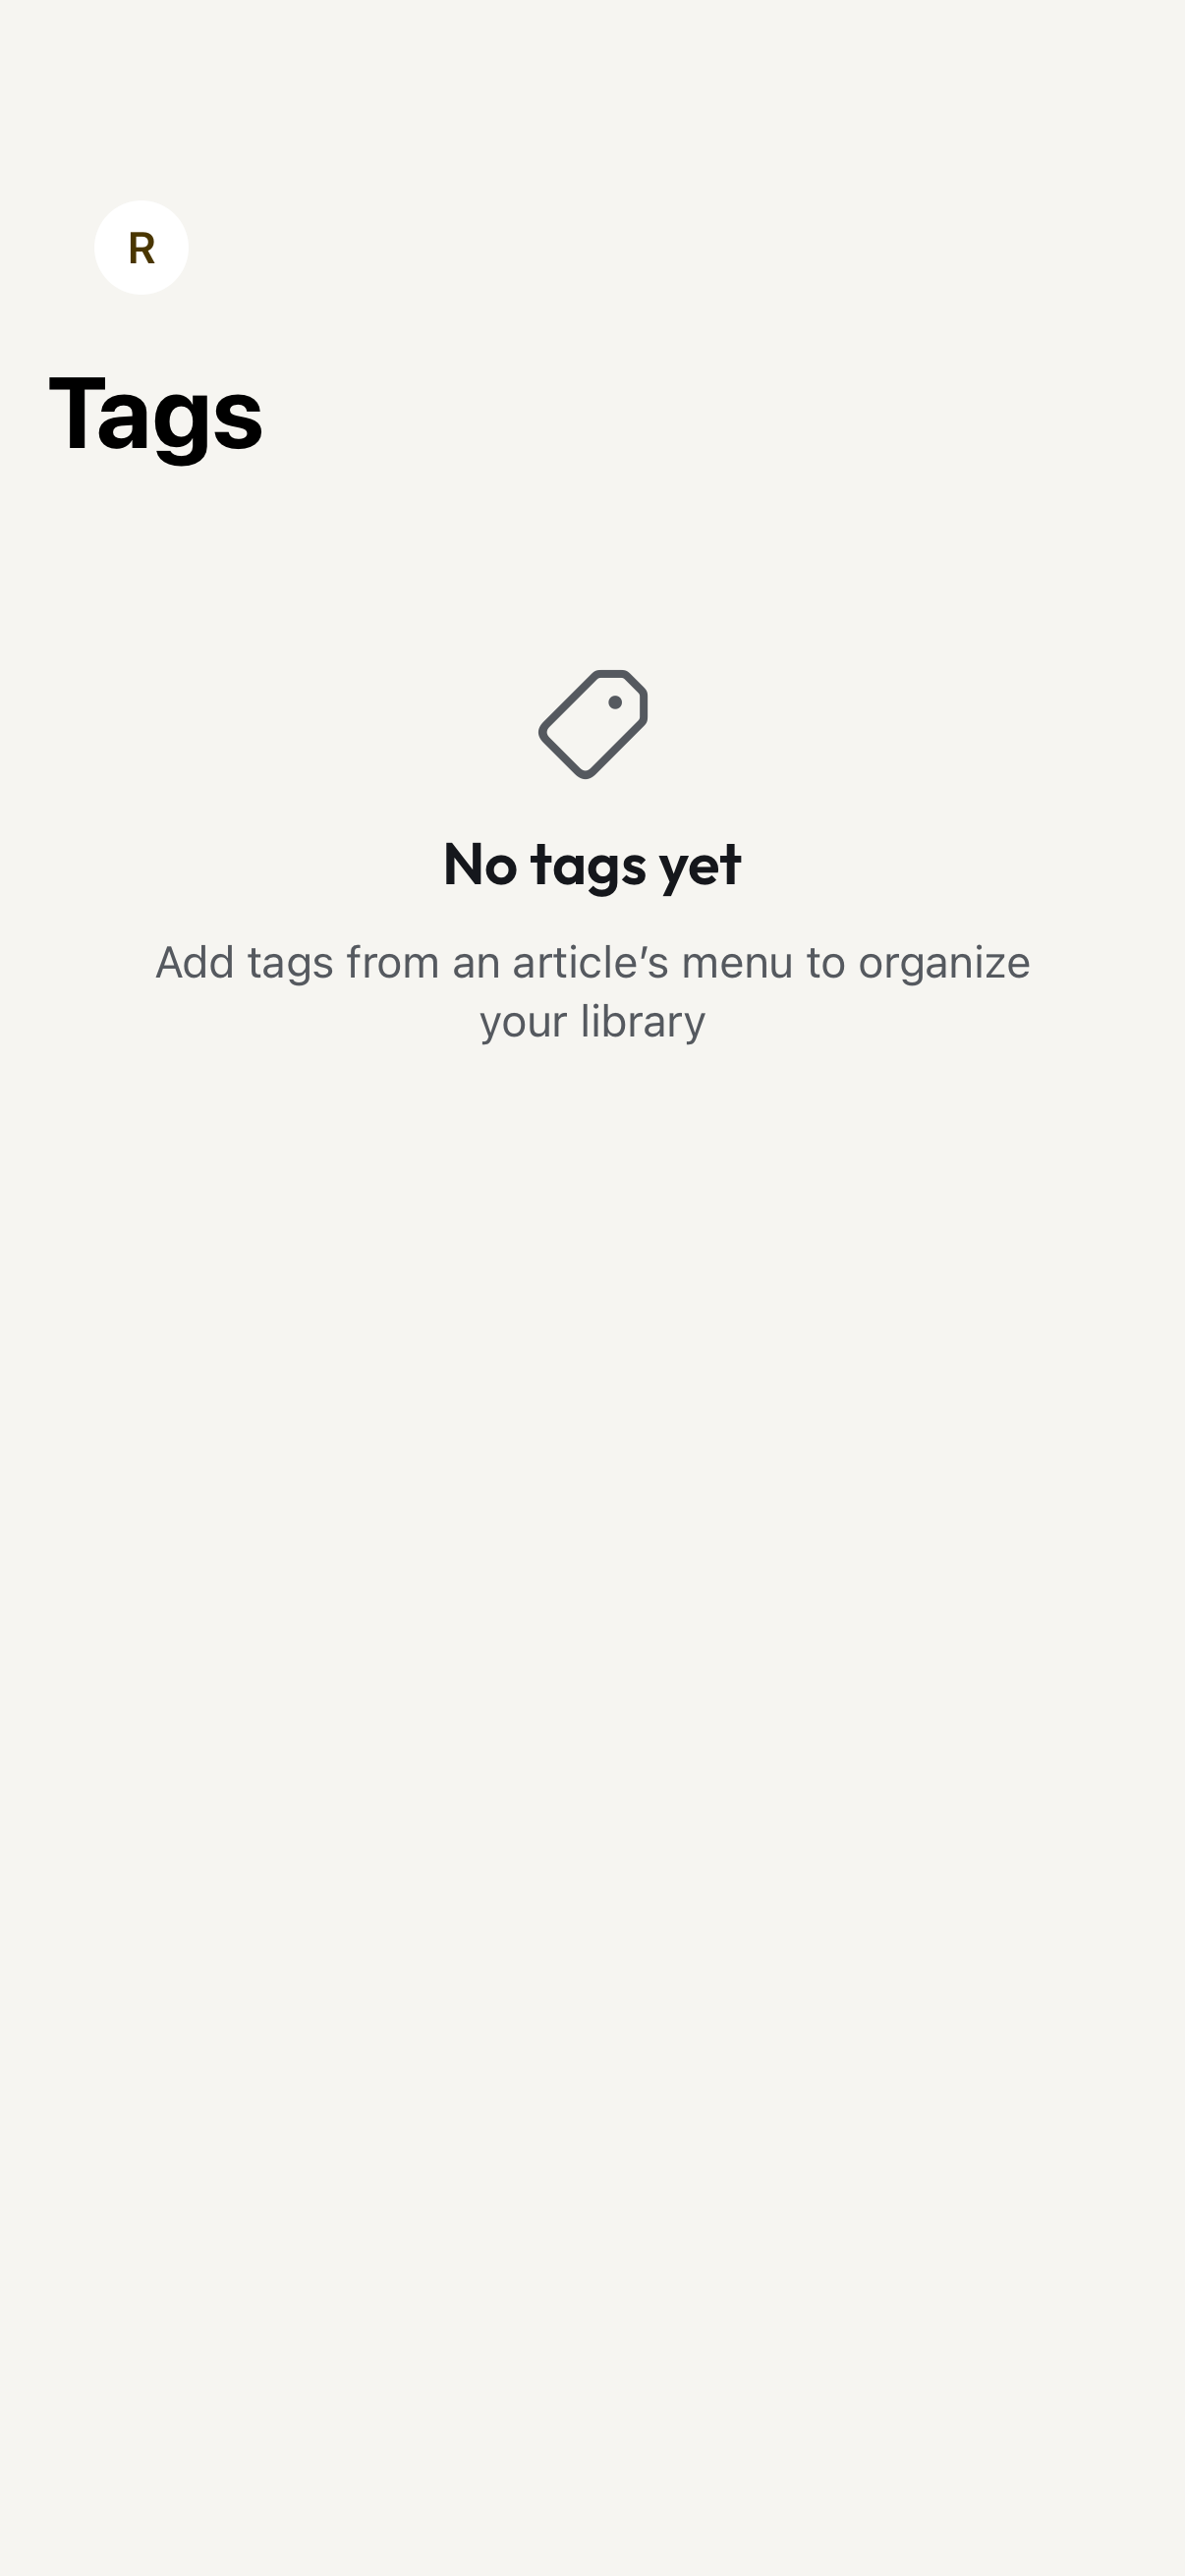 R
Tags
No tags yet
Add tags from an article’s menu to organize
your library